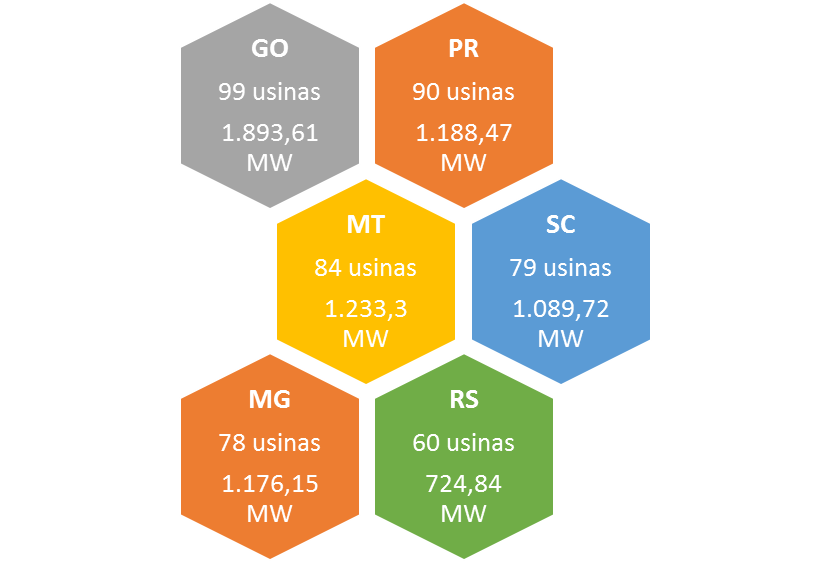 GO
99 usinas
1.893,61
MW
PR
90 usinas
1.188,47
MW
MT
84 usinas
1.233,3
MW
SC
79 usinas
1.089,72
MW
MG
78 usinas
1.176,15
MW
RS
60 usinas
724,84
MW